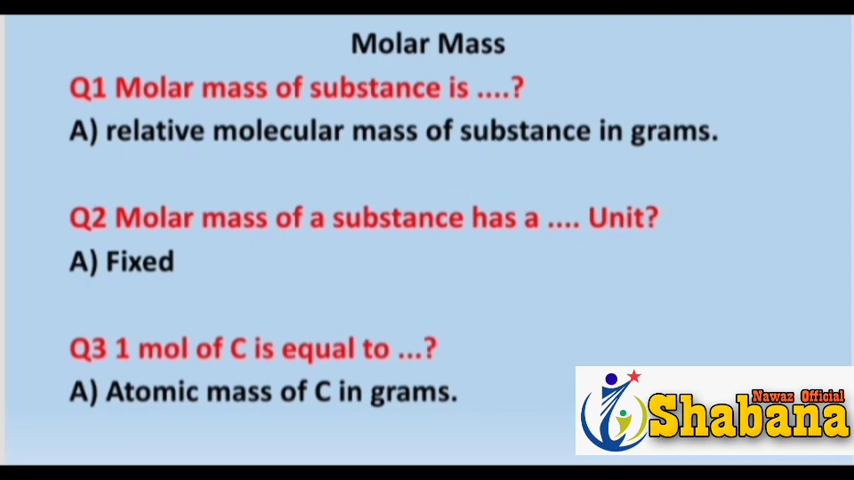 Molar Mass
Q1 Molar mass of substance is ....?
A) relative molecular mass of substance in grams.
Q2 Molar mass of a substance has a .... Unit?
A) Fixed
Q3 1 mol of C is equal to ...?
A) Atomic mass of C in grams.
Nawaz Official
Shabana